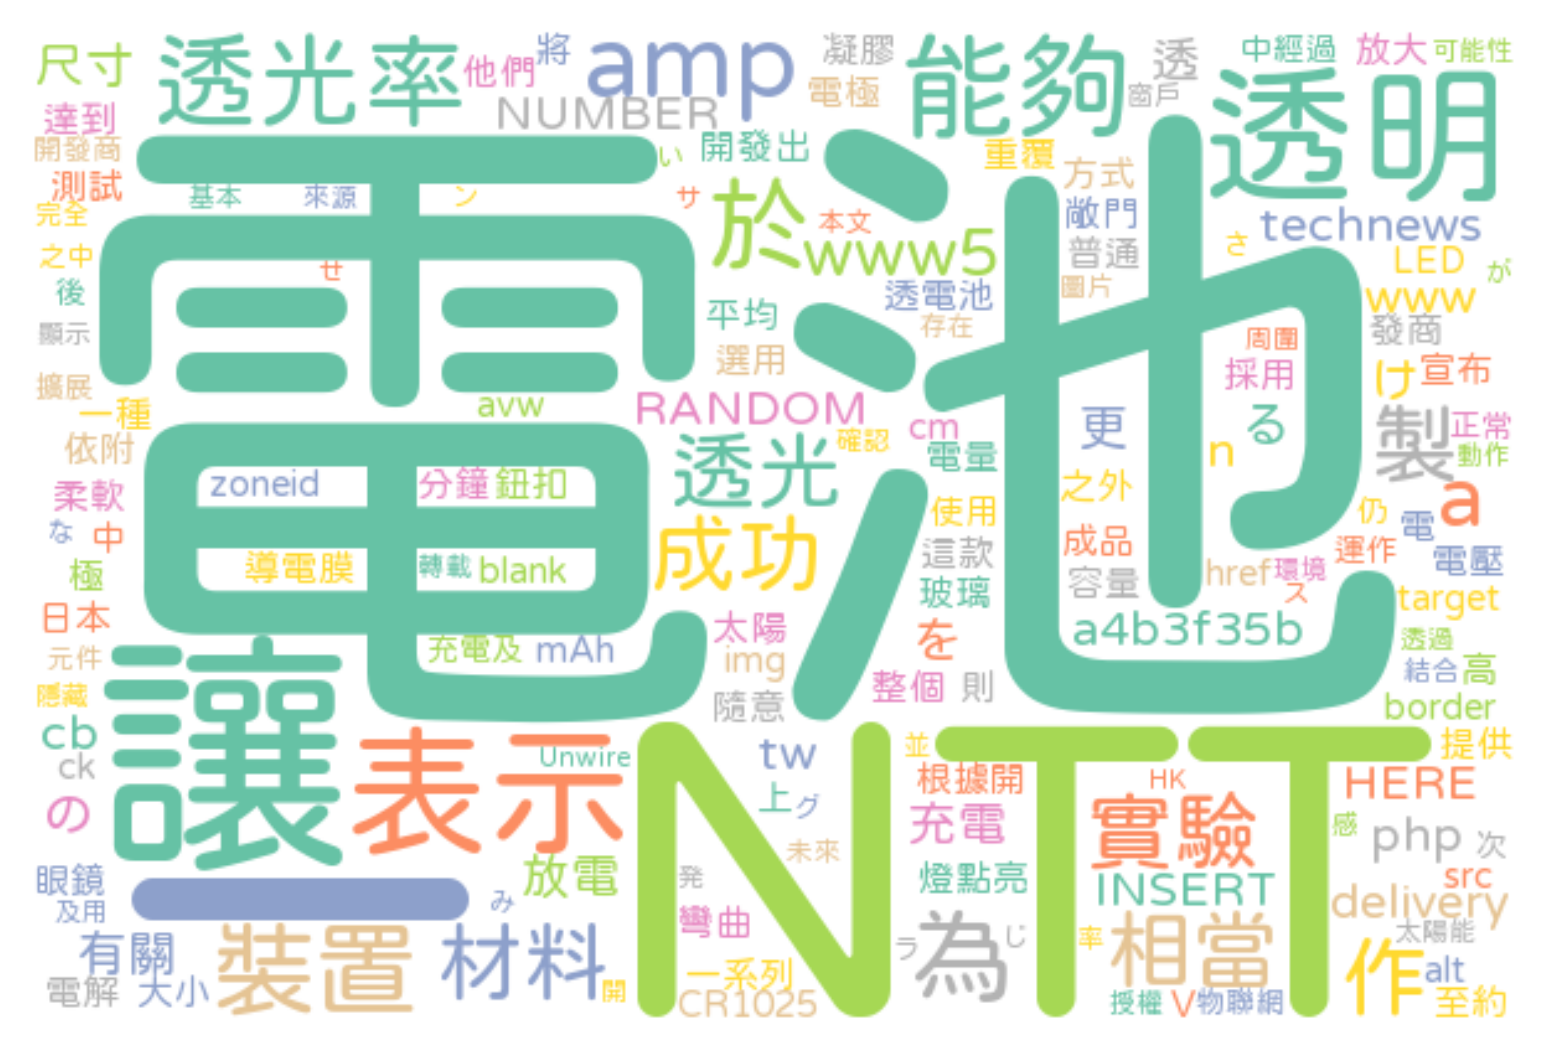 尺寸
透光率
他們
將
amp
凝膠
能夠
透
中經過
放大
可能性
達到
NUMBER
電極
窗戶
透明
開發商
い
開發出
重覆
方式
測試
基本
來源
ン
サ
於
本文
敞門
technews
完全
せ
www5
普通
さ
LED
が
之中
後
平均
透電池
圖片
www
顯示
存在
周圍
發商
選用
採用
け
宣布
擴展
一種
avw
RANDOM
cm
更
る
製
正常
依附
透光
確認
電量
n
動作
電池
zoneid
分鐘
鈕扣
使用
之外
a
柔軟
な
中
成功
這款
成品
仍
電
運作
電壓
極
導電膜
轉載
blank
玻璃
容量
href
環境
ス
target
日本
充電及
mAh
太陽
を
a4b3f35b
透過
元件
img
整個
則
結合
高
隱藏
讓
隨意
border
cb
ck
表示
Unwire
NTT
tw
並
提供
の
上
グ
根據開
HK
HERE
充電
實驗
感
php
次
眼鏡
及用
一
放電
未來
発
燈點亮
INSERT
src
delivery
み
彎曲
有關
裝置
材料
ラ
為
じ
率
相當
太陽能
作
alt
電解
大小
開
一系列
CR1025
授權
V
物聯網
至約